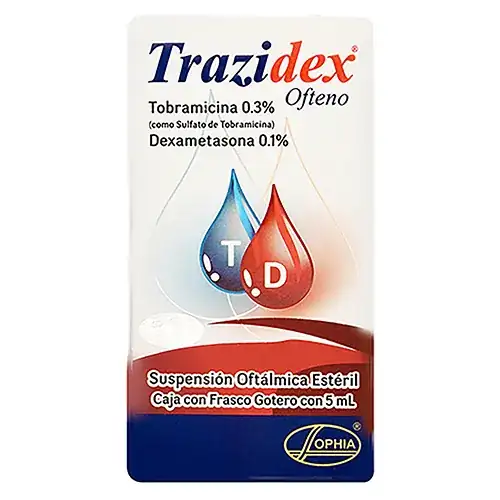 Trazidex®
Ofteno
Tobramicina 0.3%
(como Sulfato de Tobramicina)
Dexametasona 0.1%
T
D
Suspensión Oftálmica Estéril
Caja con Frasco Gotero con 5 mL
SOPHIA®